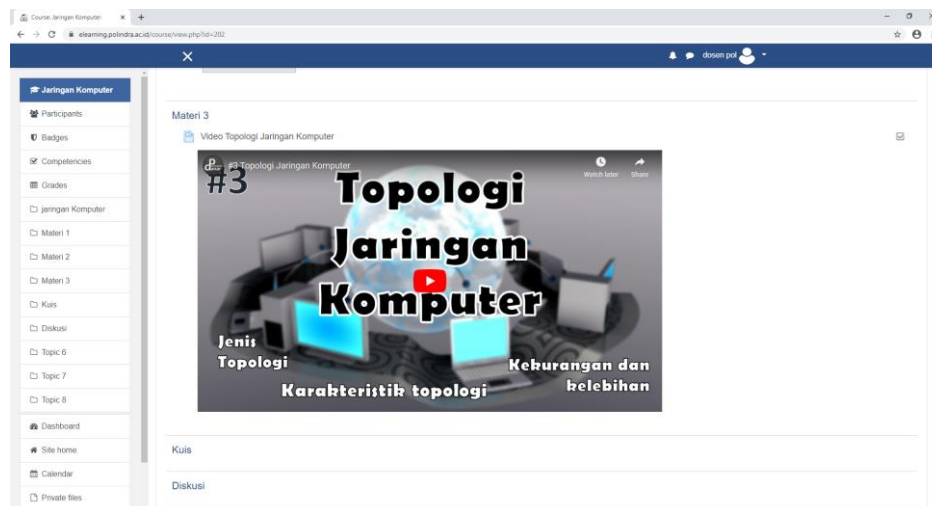 Course: Jaringan Komputer
elearning.polindra.ac.id/course/view.php?id=202
dosen pol
Jaringan Komputer
Participants
Badges
Competencies
Grades
jaringan Komputer
Materi 1
Materi 2
Materi 3
Kuis
Diskusi
Topic 6
Topic 7
Topic 8
Dashboard
Site home
Calendar
Private files
Materi 3
Video Topologi Jaringan Komputer
#3 Topologi Jaringan Komputer
Watch later
Share
#3
Topologi
Jaringan
Komputer
Jenis
Topologi
Karakteristik topologi
Kekurangan dan
kelebihan
Kuis
Diskusi